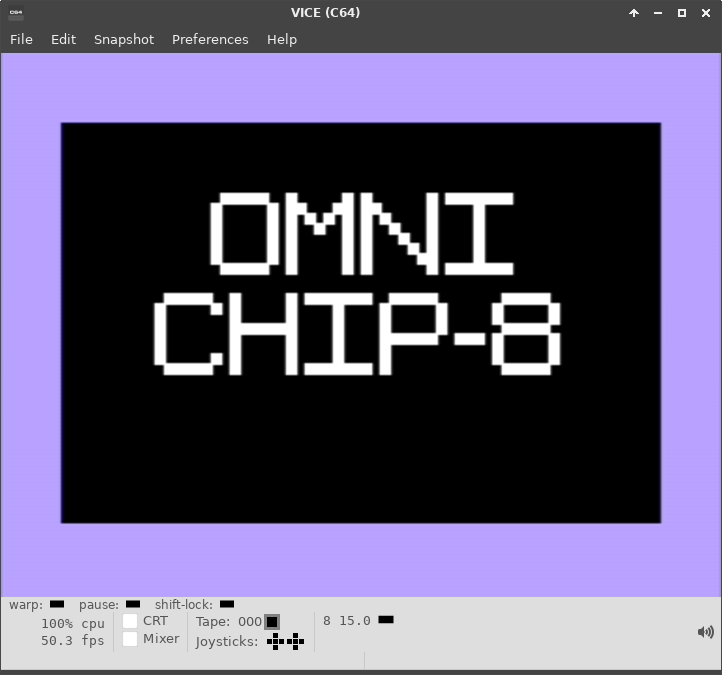 C64
VICE (C64)
File Edit Snapshot Preferences Help
OMNI
CHIP-8
warp: pause: shift-lock:
100% cpu CRT Tape: 000 8 15.0
50.3 fps Mixer Joysticks: